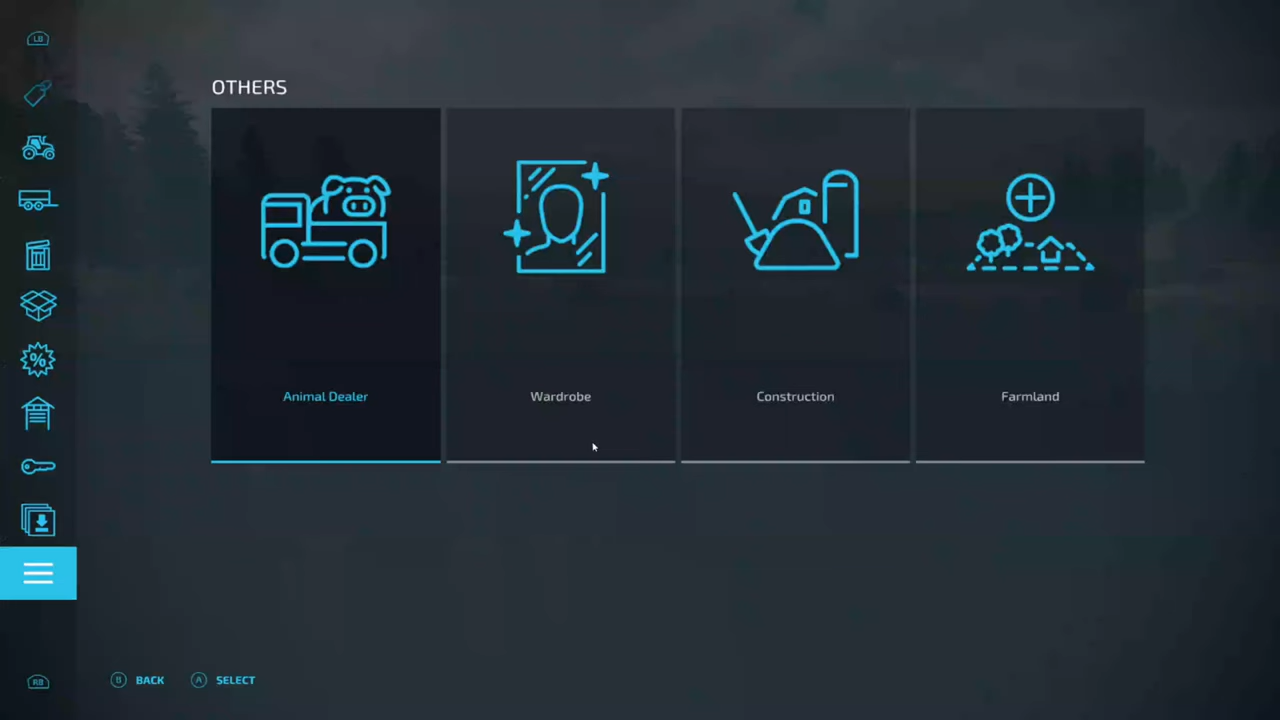 LB
OTHERS
%
Animal Dealer
Wardrobe
Construction
Farmland
RB
B BACK
A SELECT